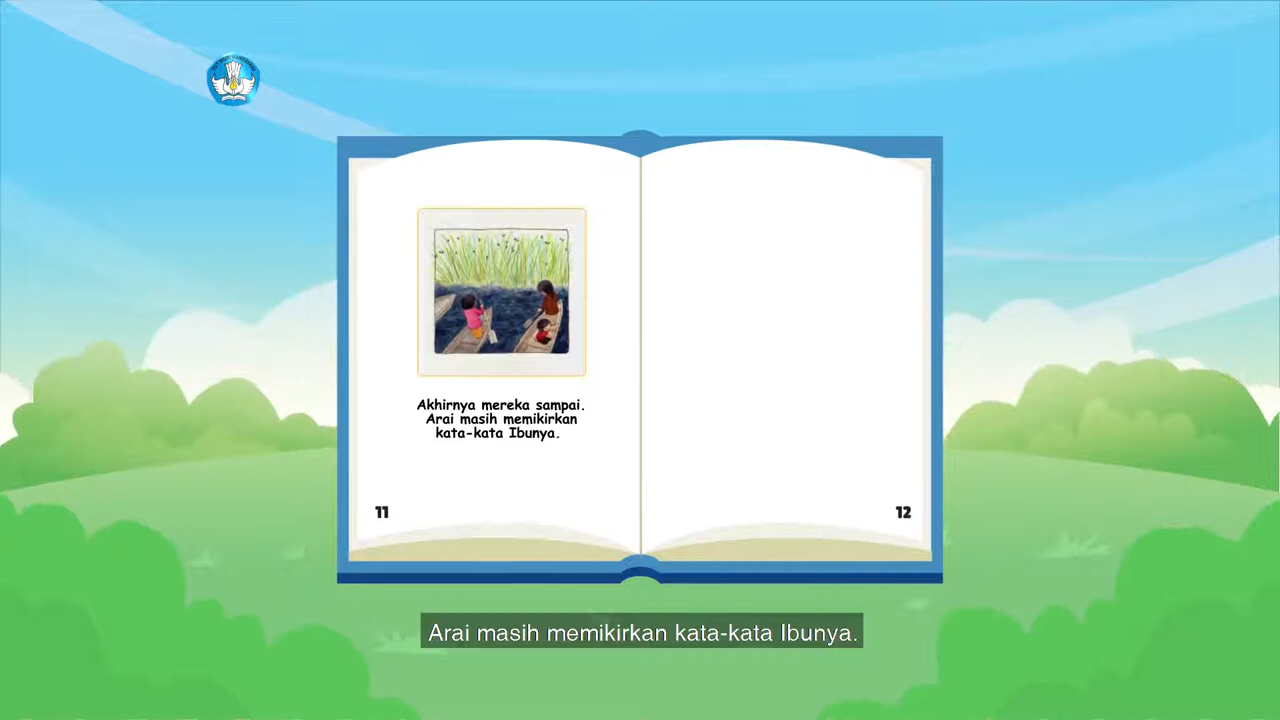 Akhirnya mereka sampai.
Arai masih memikirkan
kata-kata Ibunya.
11
12
Arai masih memikirkan kata-kata Ibunya.